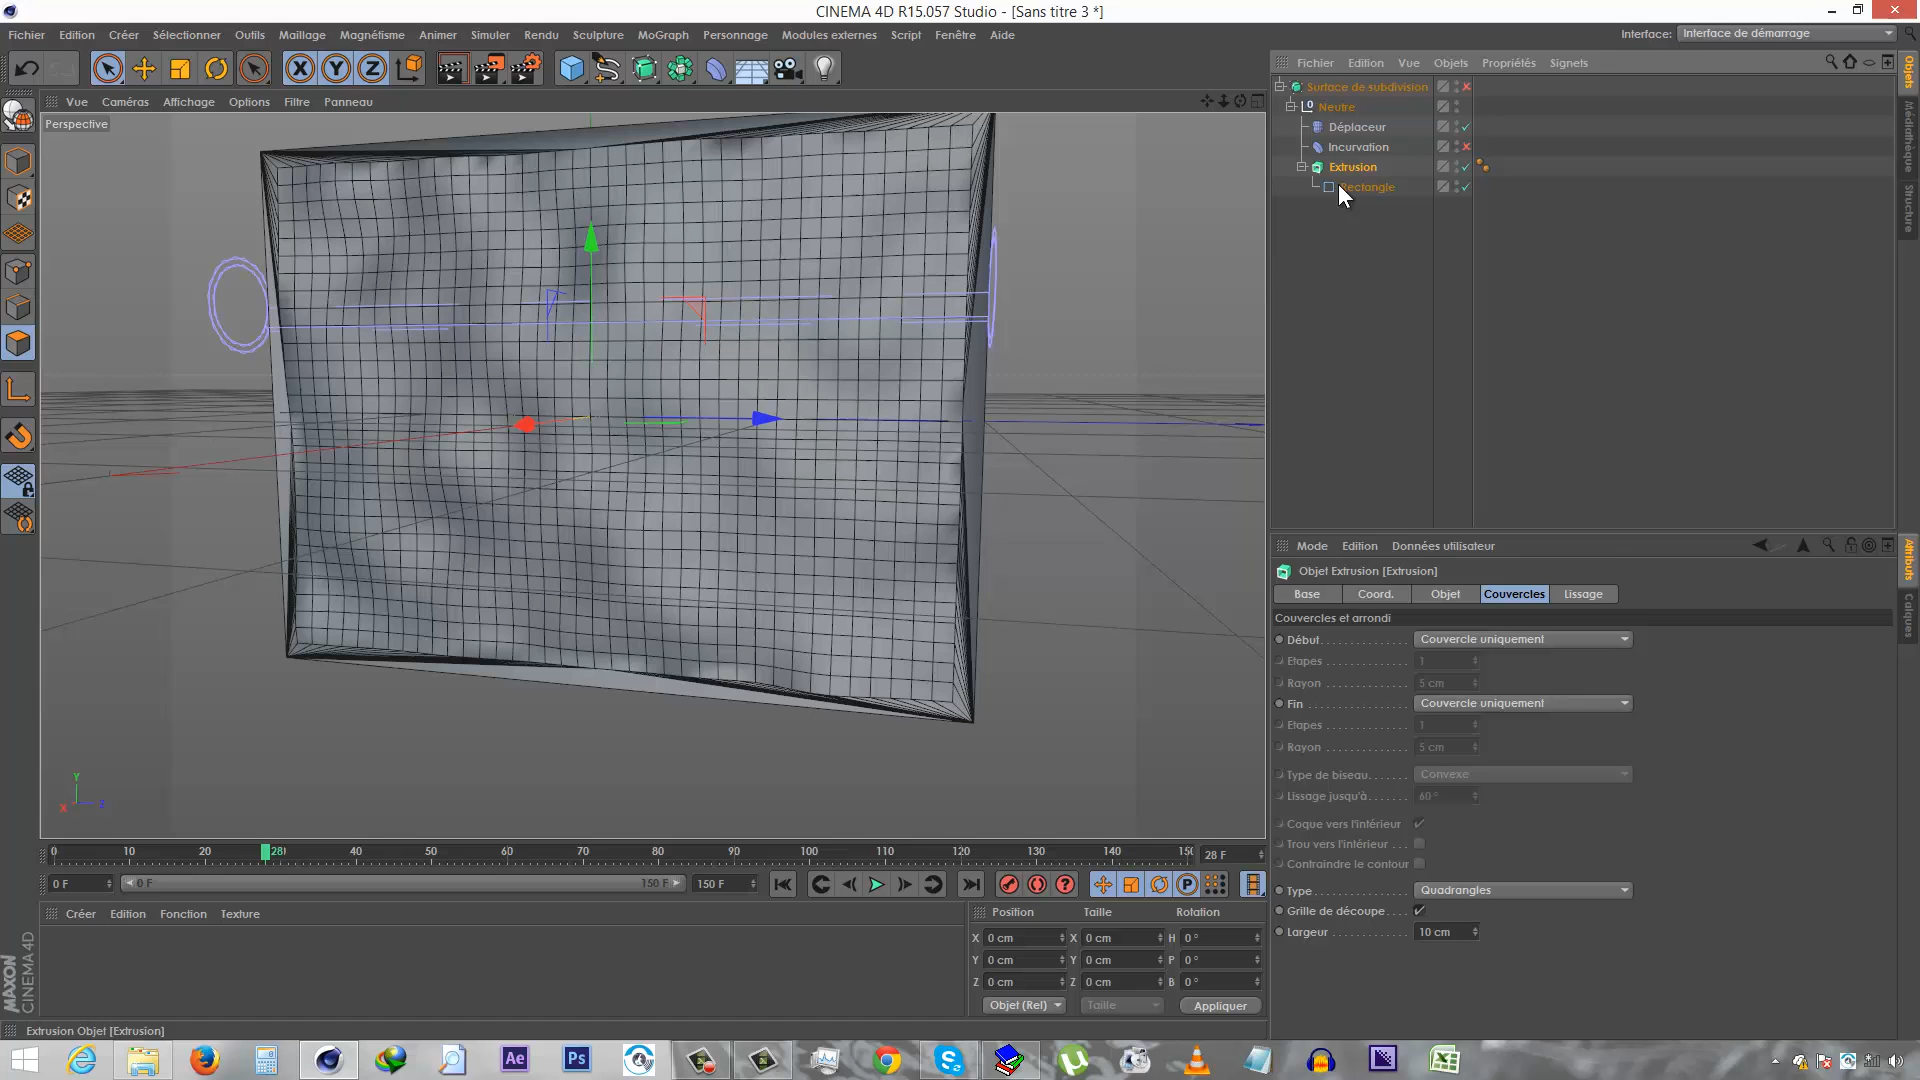 CINEMA 4D R15.057 Studio - [Sans titre 3 *]
Fichier Edition Créer Sélectionner Outils Maillage Magnétisme Animer Simuler Rendu Sculpture MoGraph Personnage Modules externes Script Fenêtre Aide
Interface: Interface de démarrage
X Y Z
Vue Caméras Affichage Options Filtre Panneau
Perspective
Y
X Z
Fichier Edition Vue Objets Propriétés Signets
Surface de subdivision
Neutre
Déplaceur
Incurvation
Extrusion
Rectangle
Objets
Médiathèque
Structure
Mode Edition Données utilisateur
Objet Extrusion [Extrusion]
Base Coord. Objet Couvercles Lissage
Couvercles et arrondi
Début Couvercle uniquement
Etapes 1
Rayon 5 cm
Fin Couvercle uniquement
Etapes 1
Rayon 5 cm
Type de biseau Convexe
Lissage jusqu'à 60 °
Coque vers l'intérieur
Trou vers l'intérieur
Contraindre le contour
Type Quadrangles
Grille de découpe
Largeur 10 cm
Attributs
Calques
0 10 20 28 40 50 60 70 80 90 100 110 120 130 140 150 28 F
0 F 0 F 150 F 150 F
P
Créer Edition Fonction Texture
Position Taille Rotation
X 0 cm X 0 cm H 0 °
Y 0 cm Y 0 cm P 0 °
Z 0 cm Z 0 cm B 0 °
Objet (Rel) Taille Appliquer
MAXON
CINEMA 4D
Extrusion Objet [Extrusion]
Ae Ps